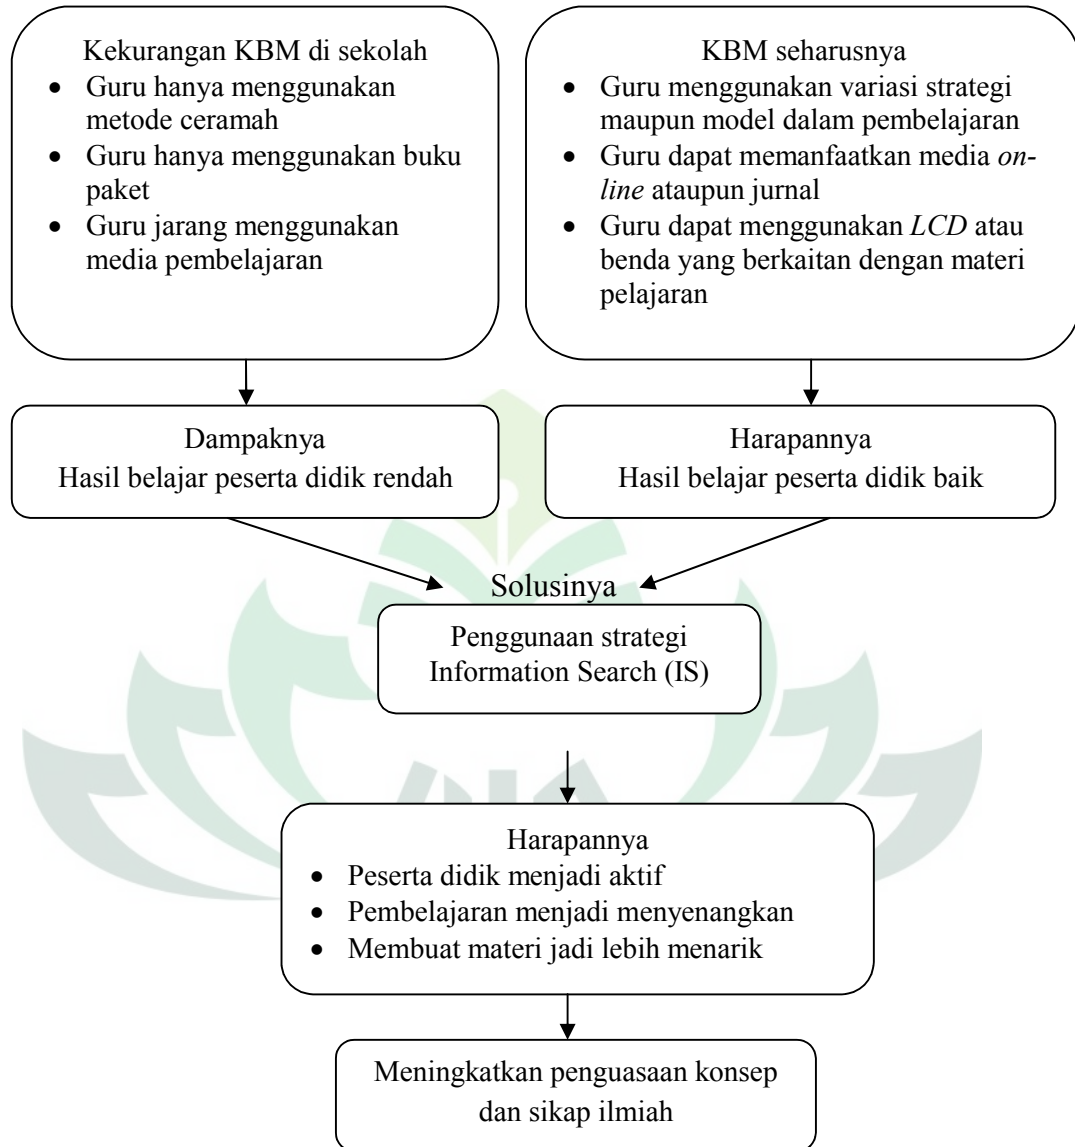 Kekurangan KBM di sekolah
• Guru hanya menggunakan
metode ceramah
• Guru hanya menggunakan buku
paket
• Guru jarang menggunakan
media pembelajaran
KBM seharusnya
• Guru menggunakan variasi strategi
maupun model dalam pembelajaran
• Guru dapat memanfaatkan media on-
line ataupun jurnal
• Guru dapat menggunakan LCD atau
benda yang berkaitan dengan materi
pelajaran
Dampaknya
Hasil belajar peserta didik rendah
Harapannya
Hasil belajar peserta didik baik
Solusinya
Penggunaan strategi
Information Search (IS)
Harapannya
• Peserta didik menjadi aktif
• Pembelajaran menjadi menyenangkan
• Membuat materi jadi lebih menarik
Meningkatkan penguasaan konsep
dan sikap ilmiah